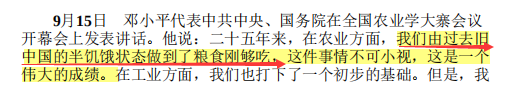 9月15日　邓小平代表中共中央、国务院在全国农业学大寨会议
开幕会上发表讲话。他说：二十五年来，在农业方面，我们由过去旧
中国的半饥饿状态做到了粮食刚够吃，这件事情不可小视，这是一个
伟大的成绩。在工业方面，我们也打下了一个初步的基础。但是，我